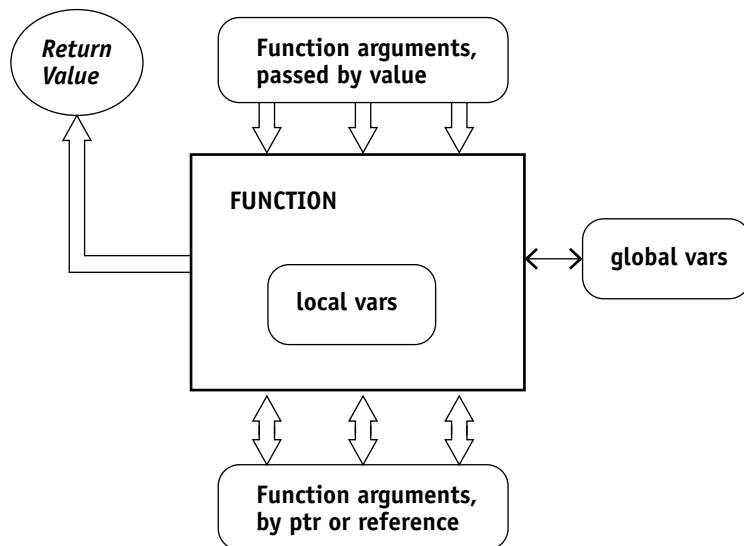 Return
Value
Function arguments,
passed by value
FUNCTION
global vars
local vars
Function arguments,
by ptr or reference